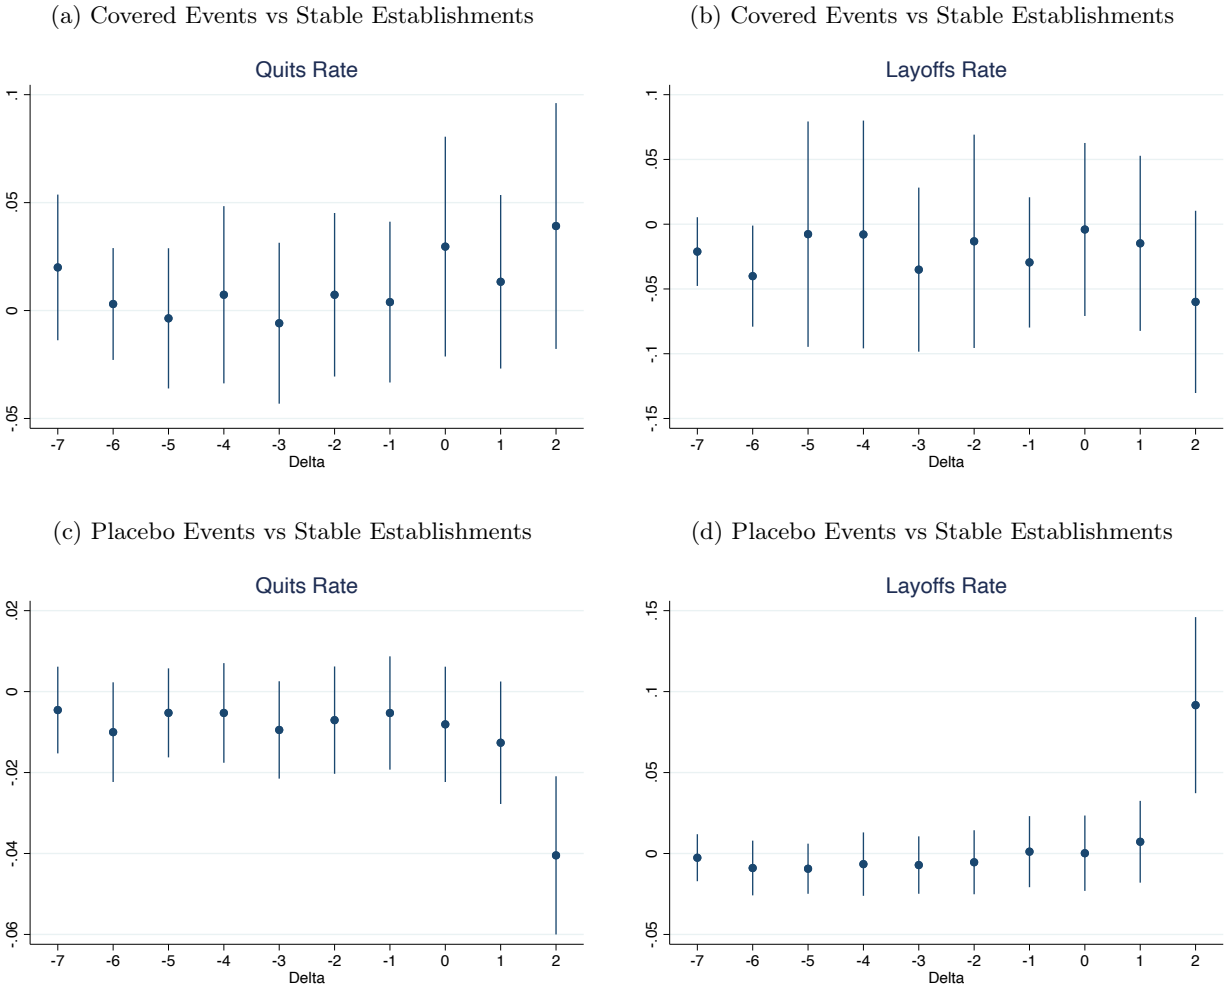 (a) Covered Events vs Stable Establishments
Quits Rate
.1
.05
0
-.05
-7 -6 -5 -4 -3 -2 -1 0 1 2
Delta
(b) Covered Events vs Stable Establishments
Layoffs Rate
.1
.05
0
-.05
-.1
-.15
-7 -6 -5 -4 -3 -2 -1 0 1 2
Delta
(c) Placebo Events vs Stable Establishments
Quits Rate
.02
0
-.02
-.04
-.06
-7 -6 -5 -4 -3 -2 -1 0 1 2
Delta
(d) Placebo Events vs Stable Establishments
Layoffs Rate
.15
.1
.05
0
-.05
-7 -6 -5 -4 -3 -2 -1 0 1 2
Delta